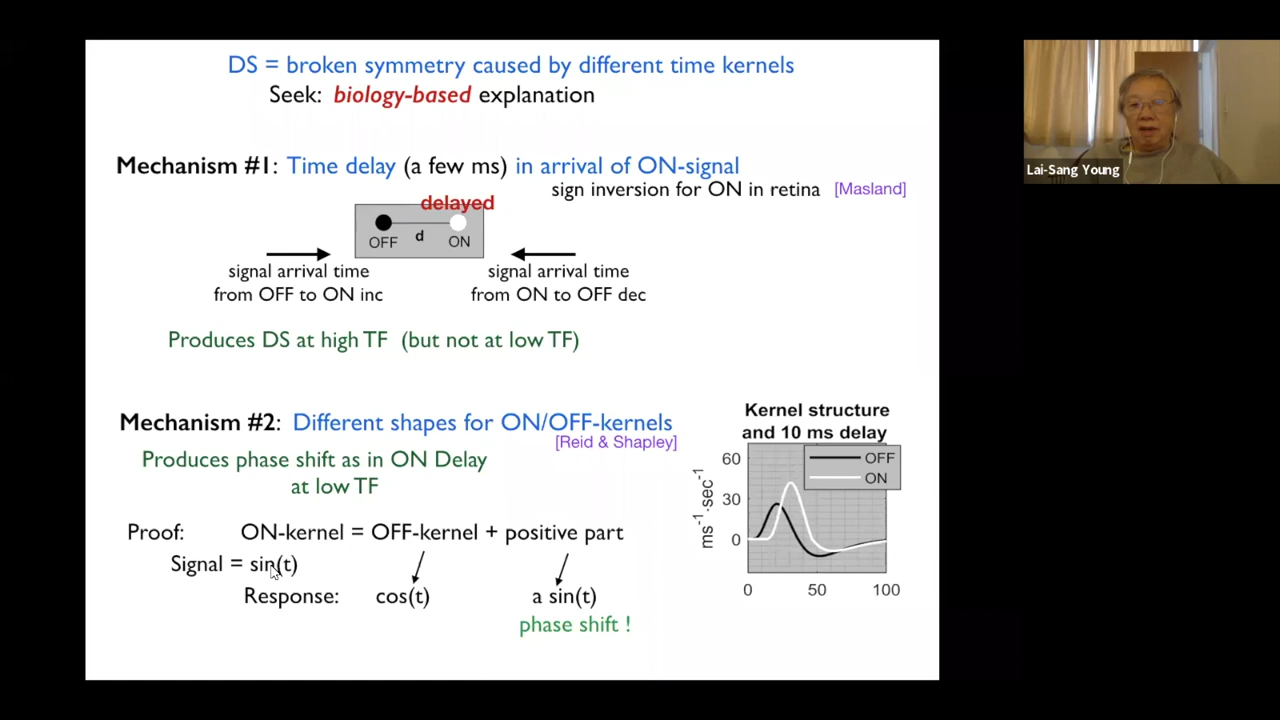 DS = broken symmetry caused by different time kernels
Seek: biology-based explanation
Mechanism #1: Time delay (a few ms) in arrival of ON-signal
sign inversion for ON in retina [Masland]
delayed
OFF d ON
signal arrival time
from OFF to ON inc
signal arrival time
from ON to OFF dec
Produces DS at high TF (but not at low TF)
Mechanism #2: Different shapes for ON/OFF-kernels
[Reid & Shapley]
Produces phase shift as in ON Delay
at low TF
Proof: ON-kernel = OFF-kernel + positive part
Signal = sin(t)
Response: cos(t) a sin(t)
phase shift !
Kernel structure
and 10 ms delay
OFF
ON
60
30
0
ms⁻¹·sec⁻¹
0 50 100
Lai-Sang Young